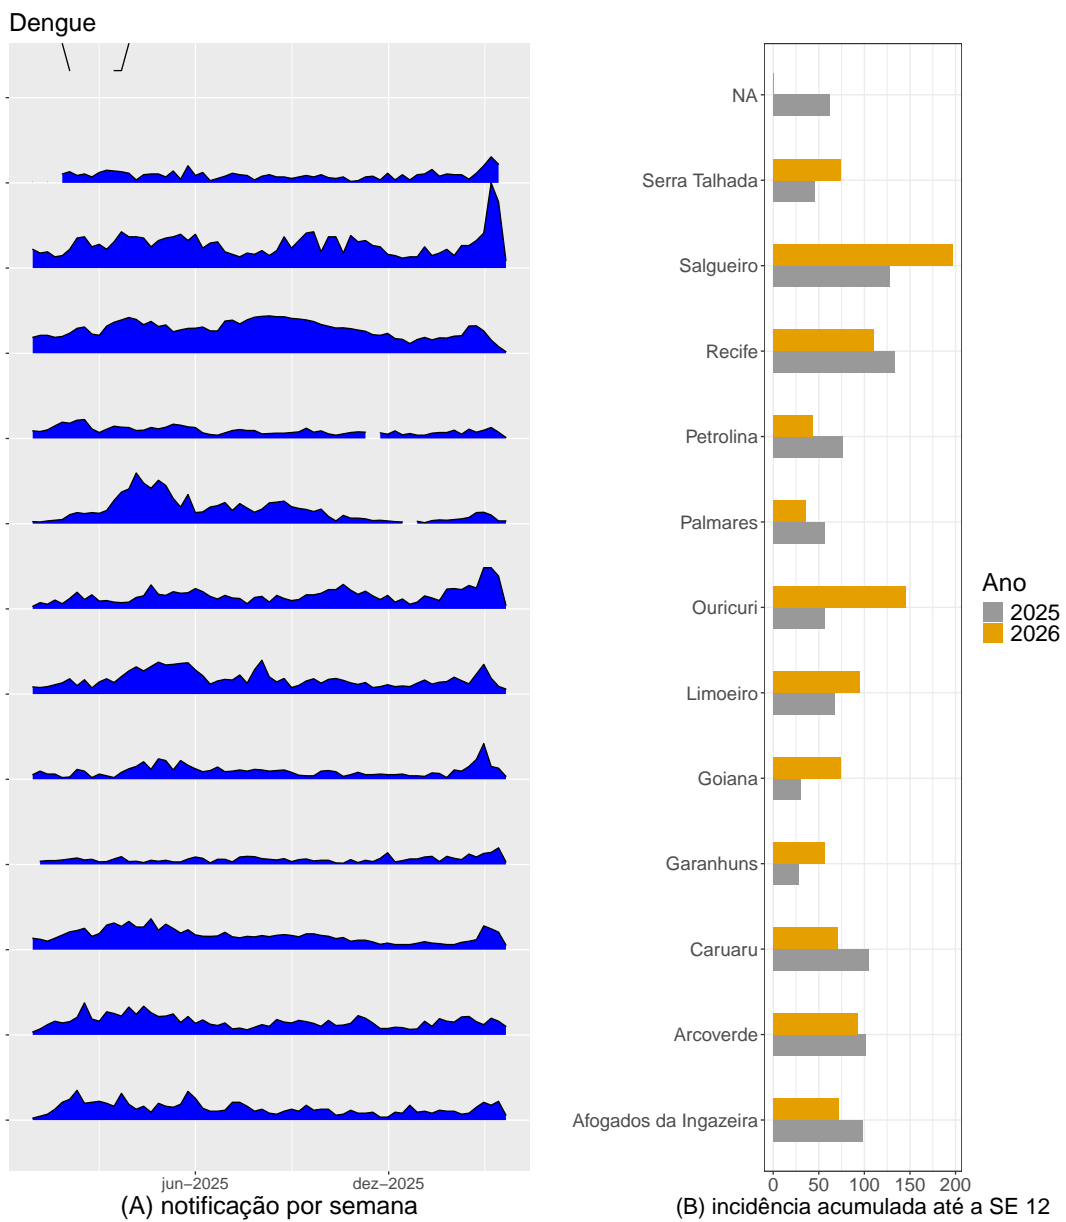 Dengue
NA
Serra Talhada
Salgueiro
Recife
Petrolina
Palmares
Ouricuri
Limoeiro
Goiana
Garanhuns
Caruaru
Arcoverde
Afogados da Ingazeira
Ano
2025
2026
jun−2025 dez−2025
0 50 100 150 200
(A) notificação por semana
(B) incidência acumulada até a SE 12